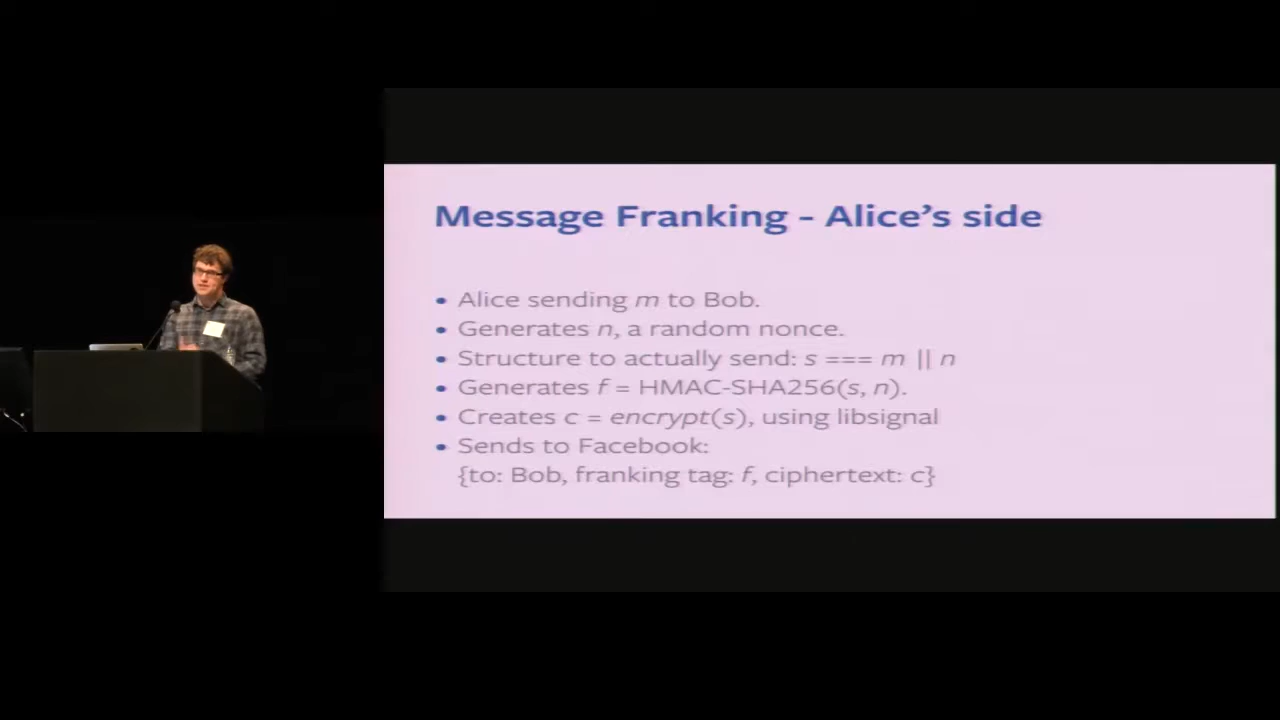 Message Franking - Alice's side
• Alice sending m to Bob.
• Generates n, a random nonce.
• Structure to actually send: s === m || n
• Generates f = HMAC-SHA256(s, n).
• Creates c = encrypt(s), using libsignal
• Sends to Facebook:
{to: Bob, franking tag: f, ciphertext: c}